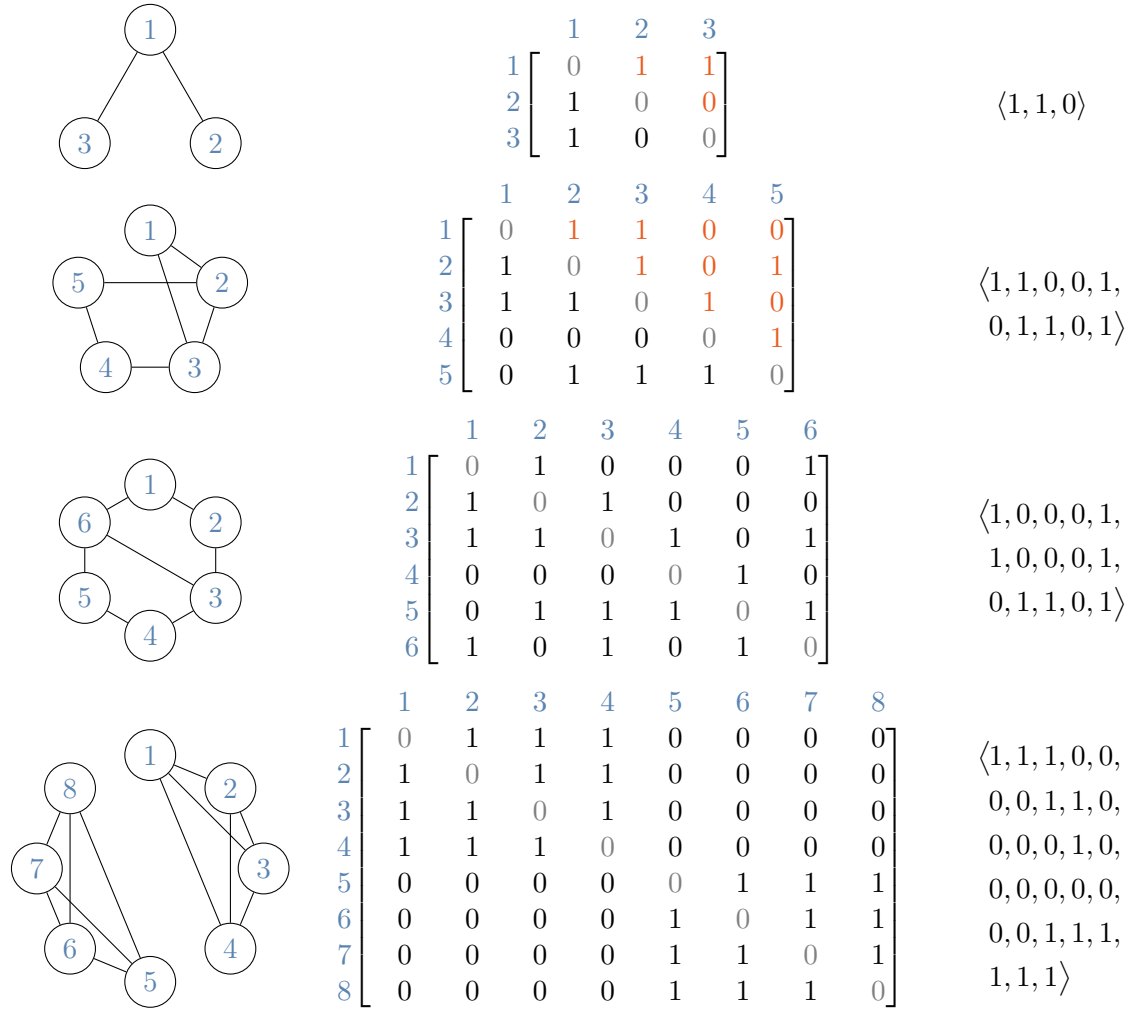 1
3 2
1 2 3
1 0 1 1
2 1 0 0
3 1 0 0
⟨1, 1, 0⟩
1
5 2
4 3
1 2 3 4 5
1 0 1 1 0 0
2 1 0 1 0 1
3 1 1 0 1 0
4 0 0 0 0 1
5 0 1 1 1 0
⟨1, 1, 0, 0, 1,
0, 1, 1, 0, 1⟩
1
6 2
5 3
4
1 2 3 4 5 6
1 0 1 0 0 0 1
2 1 0 1 0 0 0
3 1 1 0 1 0 1
4 0 0 0 0 1 0
5 0 1 1 1 0 1
6 1 0 1 0 1 0
⟨1, 0, 0, 0, 1,
1, 0, 0, 0, 1,
0, 1, 1, 0, 1⟩
1
8 2
7 3
6 4
5
1 2 3 4 5 6 7 8
1 0 1 1 1 0 0 0 0
2 1 0 1 1 0 0 0 0
3 1 1 0 1 0 0 0 0
4 1 1 1 0 0 0 0 0
5 0 0 0 0 0 1 1 1
6 0 0 0 0 1 0 1 1
7 0 0 0 0 1 1 0 1
8 0 0 0 0 1 1 1 0
⟨1, 1, 1, 0, 0,
0, 0, 1, 1, 0,
0, 0, 0, 1, 0,
0, 0, 0, 0, 0,
0, 0, 1, 1, 1,
1, 1, 1⟩